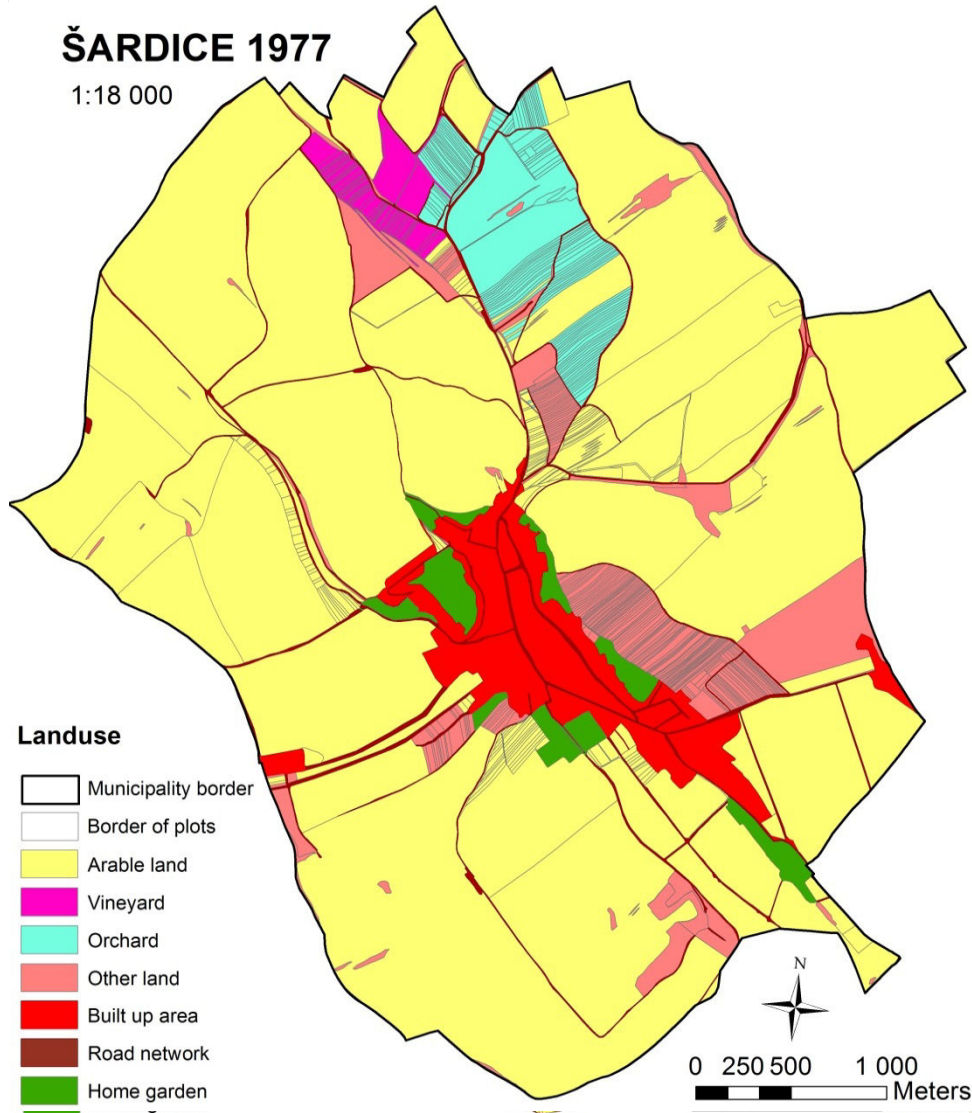 ŠARDICE 1977
1:18 000
Landuse
Municipality border
Border of plots
Arable land
Vineyard
Orchard
Other land
Built up area
Road network
Home garden
N
0 250 500 1 000
Meters